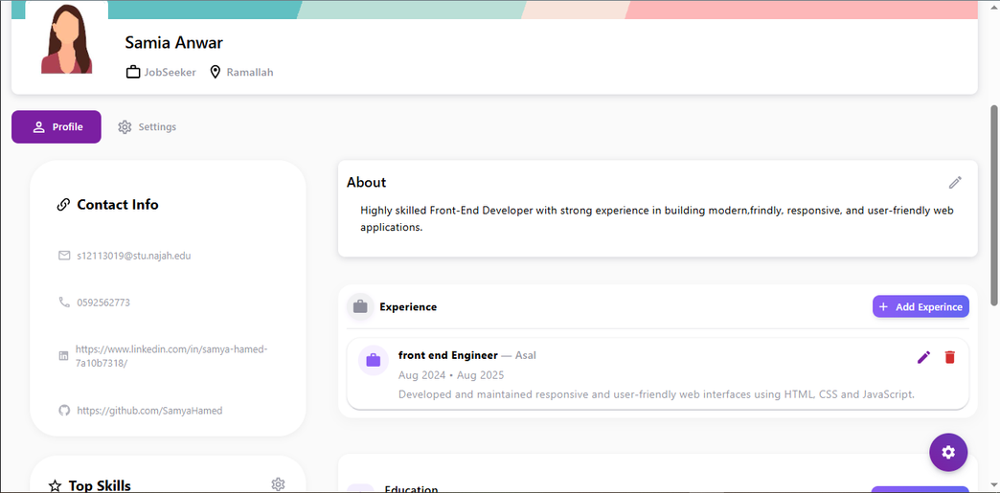 Samia Anwar
JobSeeker Ramallah
Profile Settings
Contact Info
s12113019@stu.najah.edu
0592562773
https://www.linkedin.com/in/samya-hamed-
7a10b7318/
https://github.com/SamyaHamed
Top Skills
About
Highly skilled Front-End Developer with strong experience in building modern,frindly, responsive, and user-friendly web
applications.
Experience
+ Add Experince
front end Engineer — Asal
Aug 2024 • Aug 2025
Developed and maintained responsive and user-friendly web interfaces using HTML, CSS and JavaScript.
Education